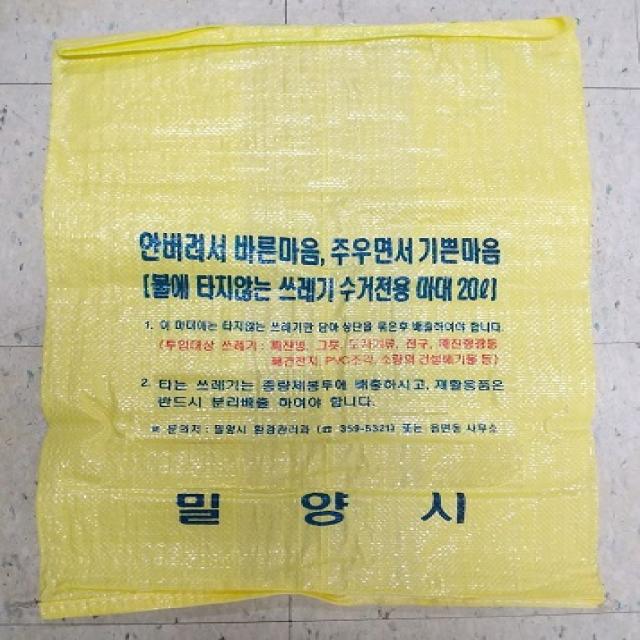 안버려서 바른마음, 주우면서 기쁜마음
[불에 타지않는 쓰레기 수거전용 마대 20ℓ]
1. 이 마대에는 타지않는 쓰레기만 담아 상단을 묶은후 배출하여야 합니다.
(투입대상 쓰레기 : 깨진병, 그릇, 도자기류, 전구, 폐진형광등
폐건전지, PVC조각, 소량의 건설폐기물 등)
2. 타는 쓰레기는 종량제봉투에 배출하시고, 재활용품은
반드시 분리배출 하여야 합니다.
※ 문의처 : 밀양시 환경관리과 (☎ 359-5321) 또는 읍면동 사무소
밀 양 시